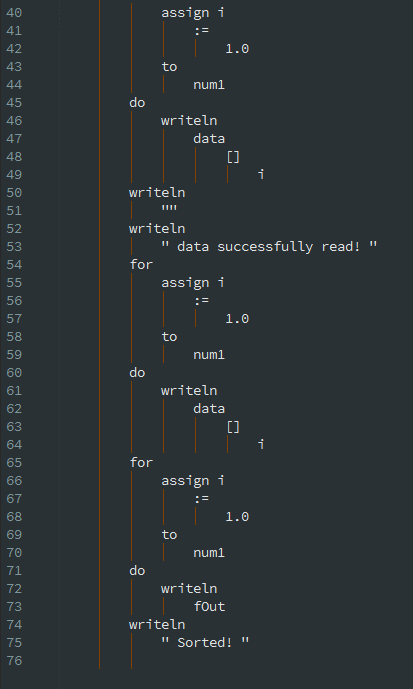 40 assign i
41 :=
42 1.0
43 to
44 num1
45 do
46 writeln
47 data
48 []
49 i
50 writeln
51 ""
52 writeln
53 " data successfully read! "
54 for
55 assign i
56 :=
57 1.0
58 to
59 num1
60 do
61 writeln
62 data
63 []
64 i
65 for
66 assign i
67 :=
68 1.0
69 to
70 num1
71 do
72 writeln
73 fOut
74 writeln
75 " Sorted! "
76